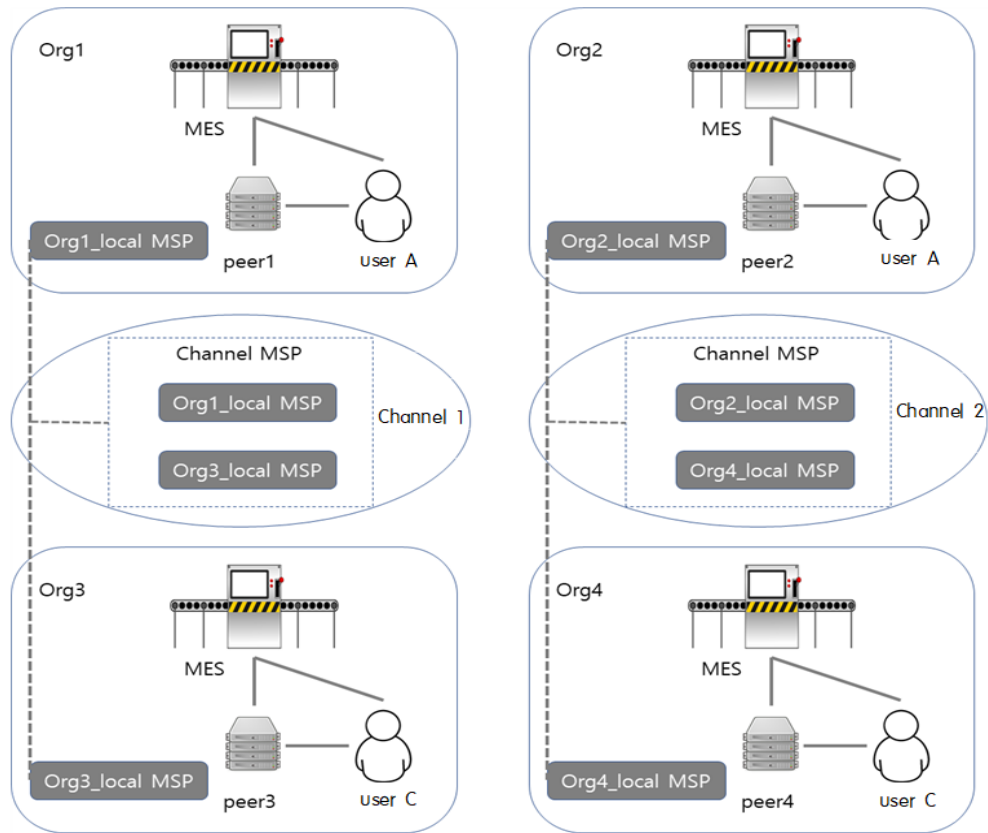 Org1
MES
Org1_local MSP
peer1
user A
Org2
MES
Org2_local MSP
peer2
user A
Channel MSP
Org1_local MSP
Org3_local MSP
Channel 1
Channel MSP
Org2_local MSP
Org4_local MSP
Channel 2
Org3
MES
Org3_local MSP
peer3
user C
Org4
MES
Org4_local MSP
peer4
user C